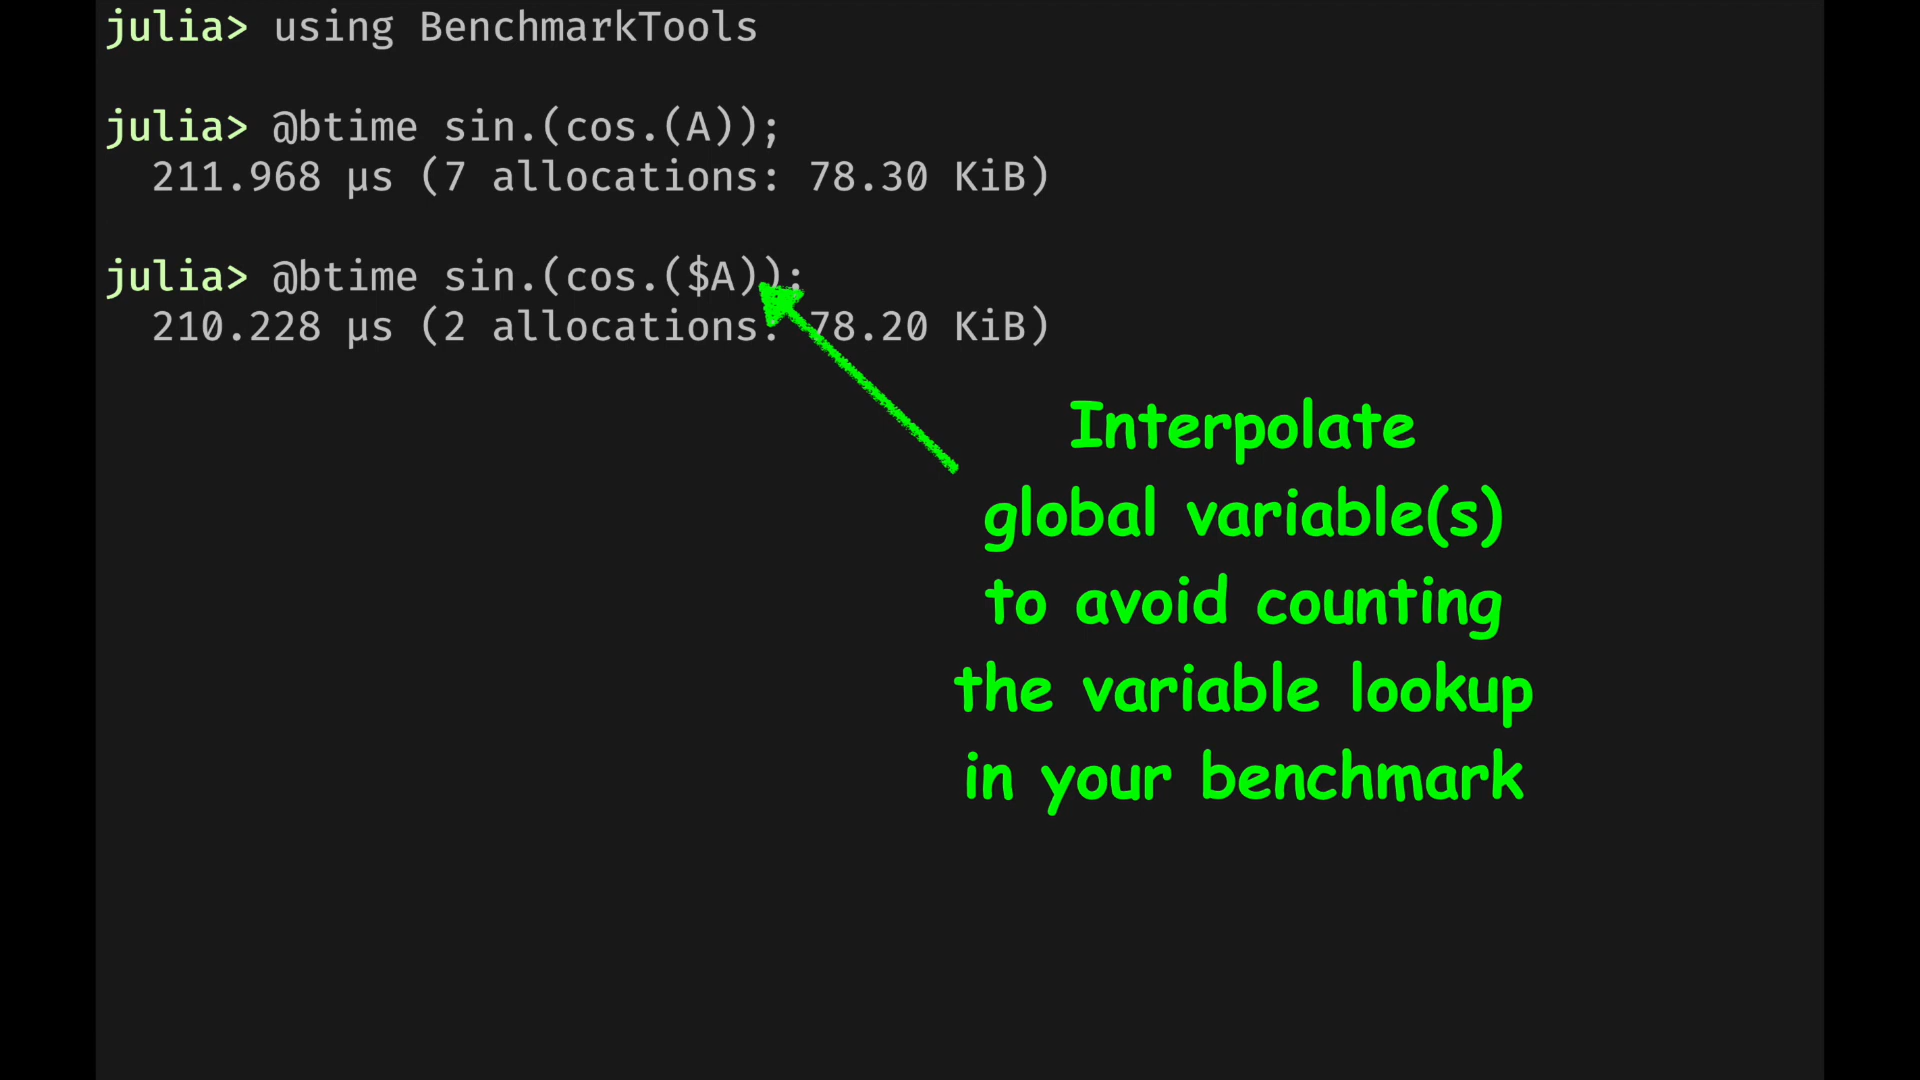 julia> using BenchmarkTools
julia> @btime sin.(cos.(A));
211.968 μs (7 allocations: 78.30 KiB)
julia> @btime sin.(cos.($A));
210.228 μs (2 allocations: 78.20 KiB)
Interpolate
global variable(s)
to avoid counting
the variable lookup
in your benchmark